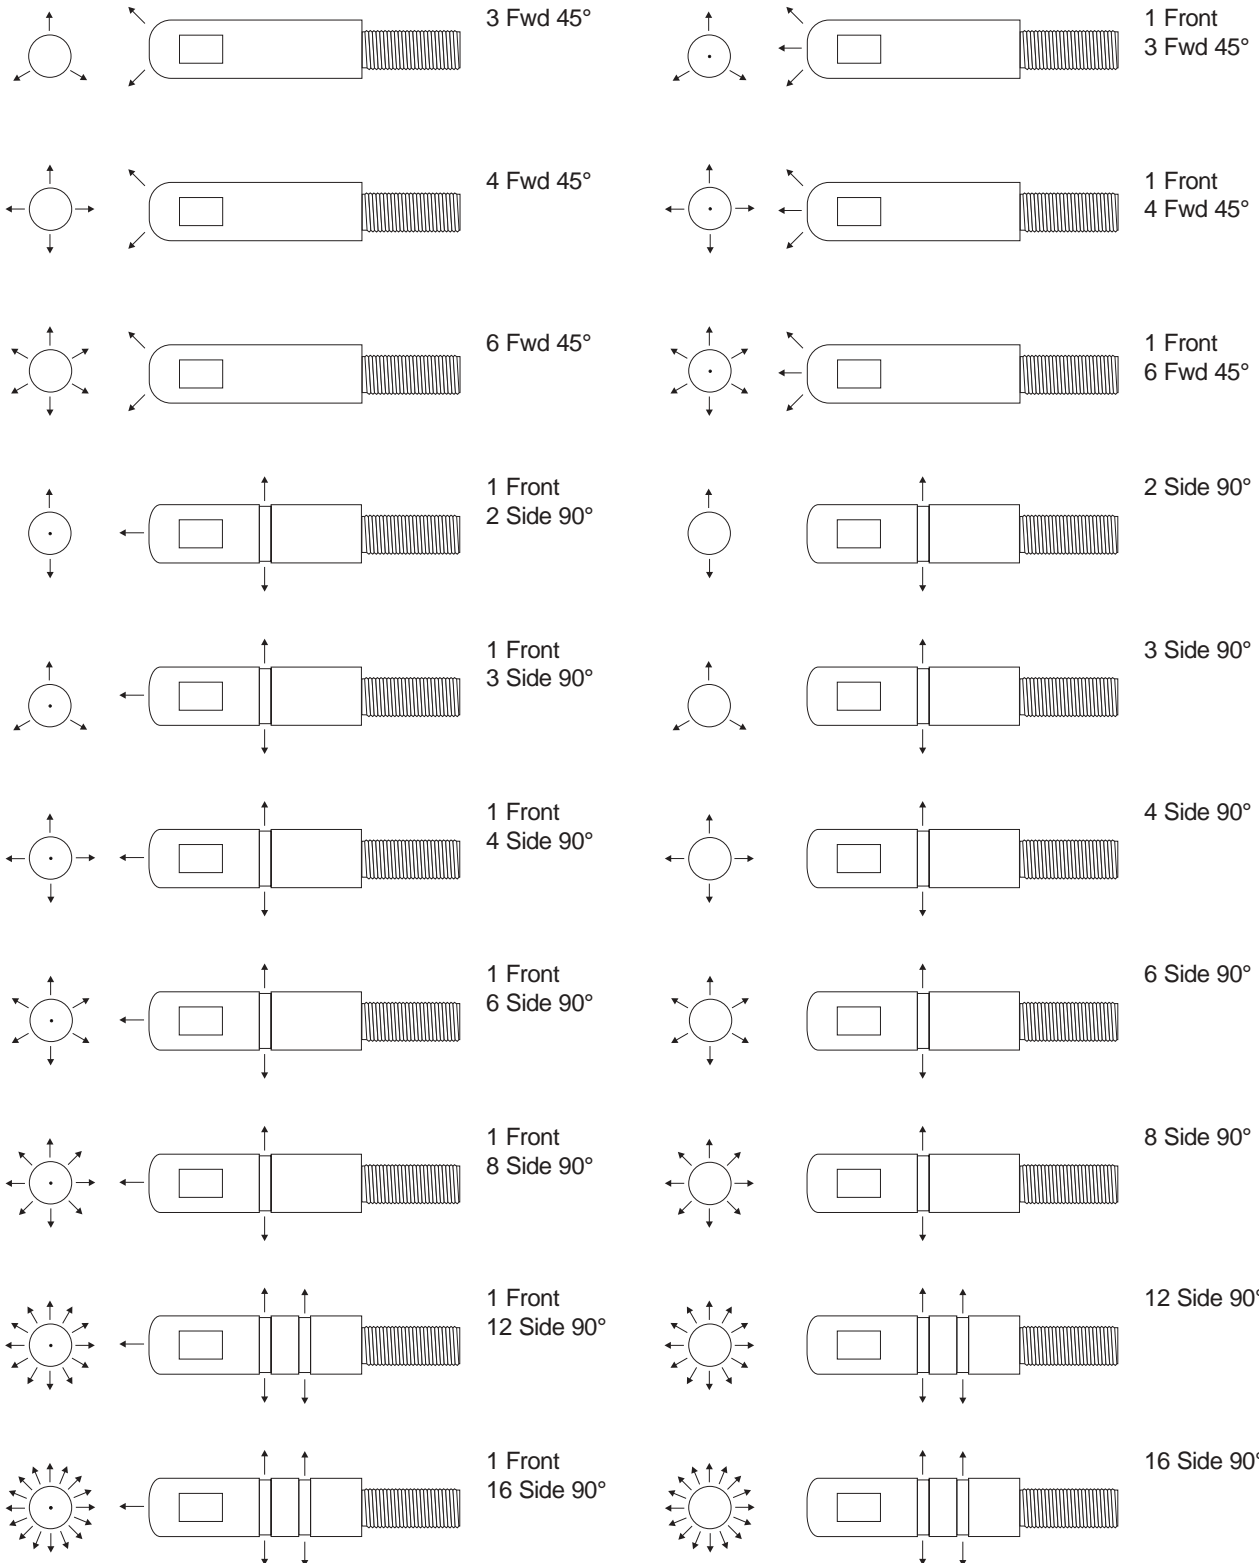 3 Fwd 45°
1 Front
3 Fwd 45°
4 Fwd 45°
1 Front
4 Fwd 45°
6 Fwd 45°
1 Front
6 Fwd 45°
1 Front
2 Side 90°
2 Side 90°
1 Front
3 Side 90°
3 Side 90°
1 Front
4 Side 90°
4 Side 90°
1 Front
6 Side 90°
6 Side 90°
1 Front
8 Side 90°
8 Side 90°
1 Front
12 Side 90°
12 Side 90°
1 Front
16 Side 90°
16 Side 90°